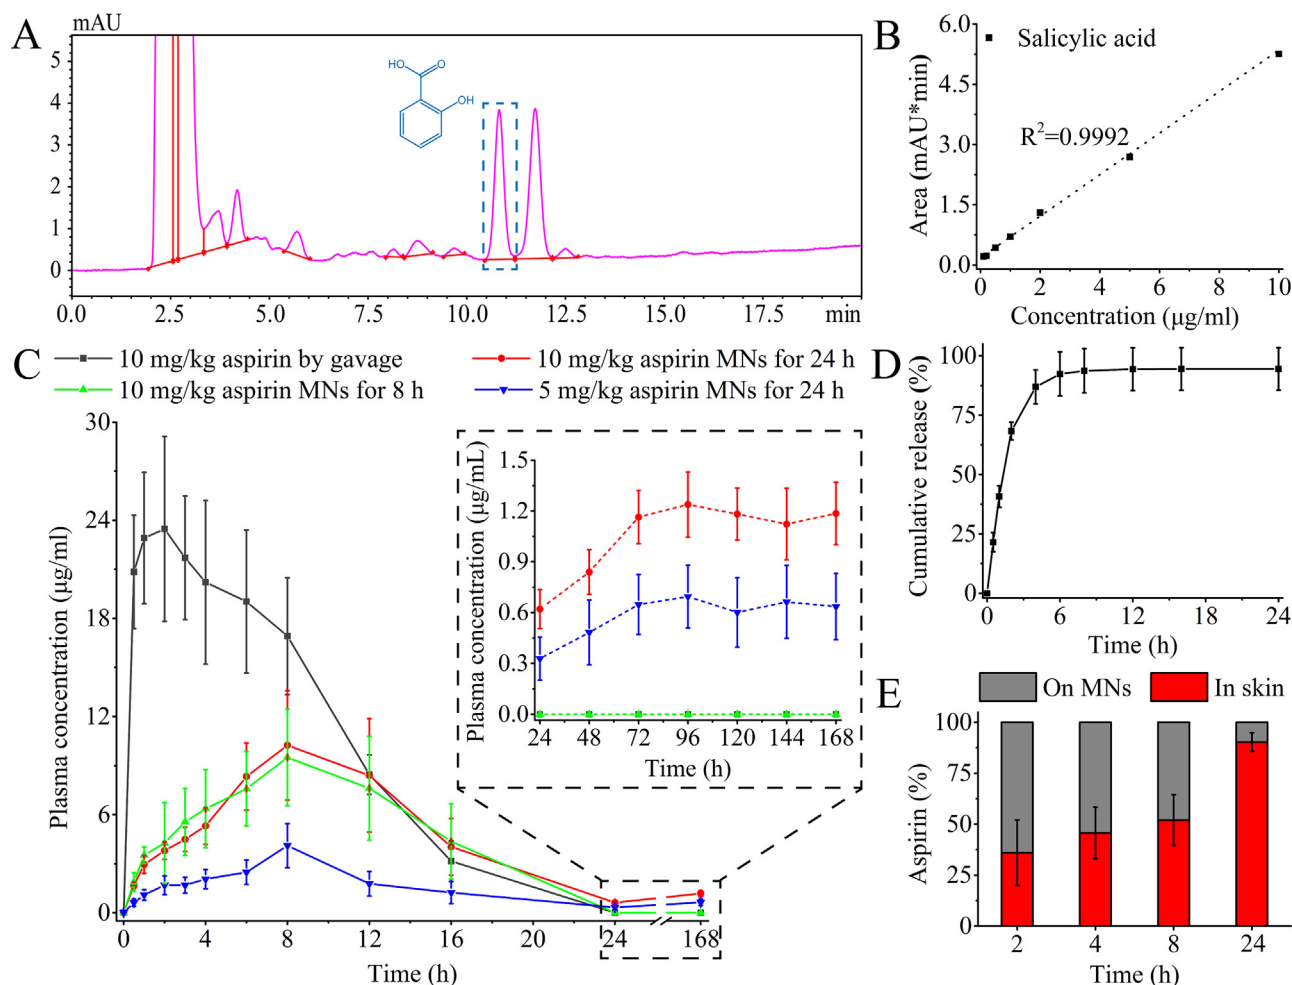 A
mAU
5
4
3
2
1
0
HO
O
OH
0.0 2.5 5.0 7.5 10.0 12.5 15.0 17.5 min
B
6.0
4.5
3.0
1.5
0.0
Area (mAU*min)
Salicylic acid
R²=0.9992
0 2 4 6 8 10
Concentration (μg/ml)
C
10 mg/kg aspirin by gavage
10 mg/kg aspirin MNs for 24 h
10 mg/kg aspirin MNs for 8 h
5 mg/kg aspirin MNs for 24 h
30
24
18
12
6
0
Plasma concentration (μg/ml)
0 4 8 12 16 20 24 168
Time (h)
1.5
1.2
0.9
0.6
0.3
0.0
Plasma concentration (μg/mL)
24 48 72 96 120 144 168
Time (h)
D
100
75
50
25
0
Cumulative release (%)
0 6 12 18 24
Time (h)
E
On MNs
In skin
100
75
50
25
0
Aspirin (%)
2 4 8 24
Time (h)